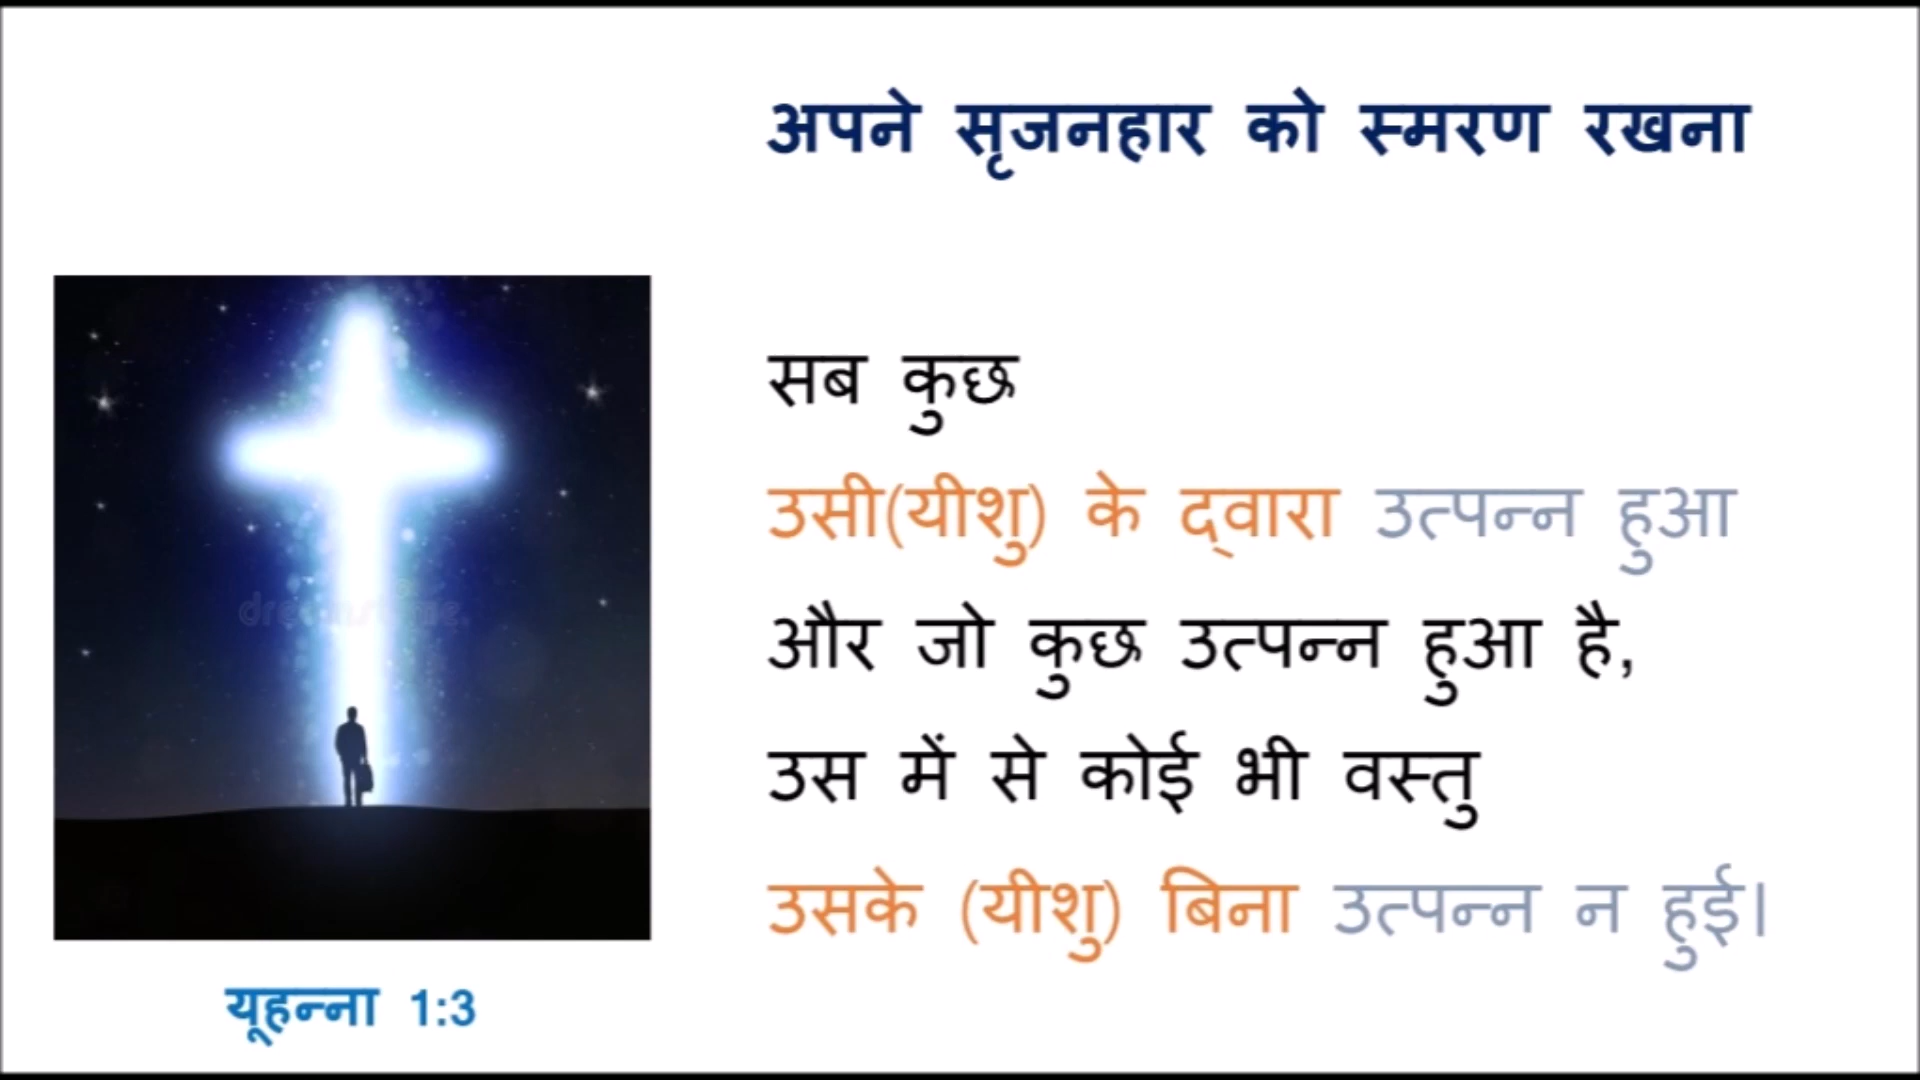 अपने सृजनहार को स्मरण रखना
सब कुछ
उसी(यीशु) के द्वारा उत्पन्न हुआ
और जो कुछ उत्पन्न हुआ है,
उस में से कोई भी वस्तु
उसके (यीशु) बिना उत्पन्न न हुई।
dreamstime.
यूहन्ना 1:3